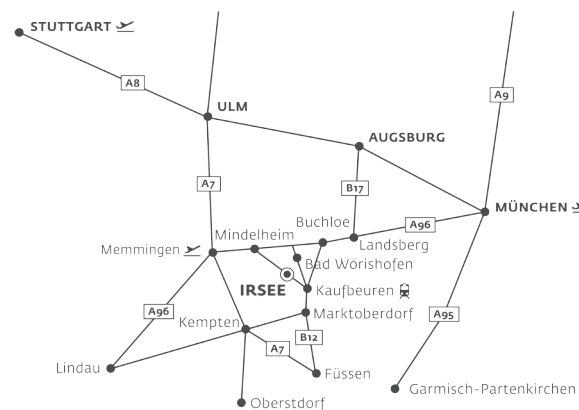 STUTTGART
A8
A9
ULM
AUGSBURG
A7
B17
MÜNCHEN
Buchloe
A96
Mindelheim
Landsberg
Memmingen
Bad Wörishofen
IRSEE
Kaufbeuren
A96
Marktoberdorf
A95
Kempten
B12
A7
Lindau
Füssen
Garmisch-Partenkirchen
Oberstdorf